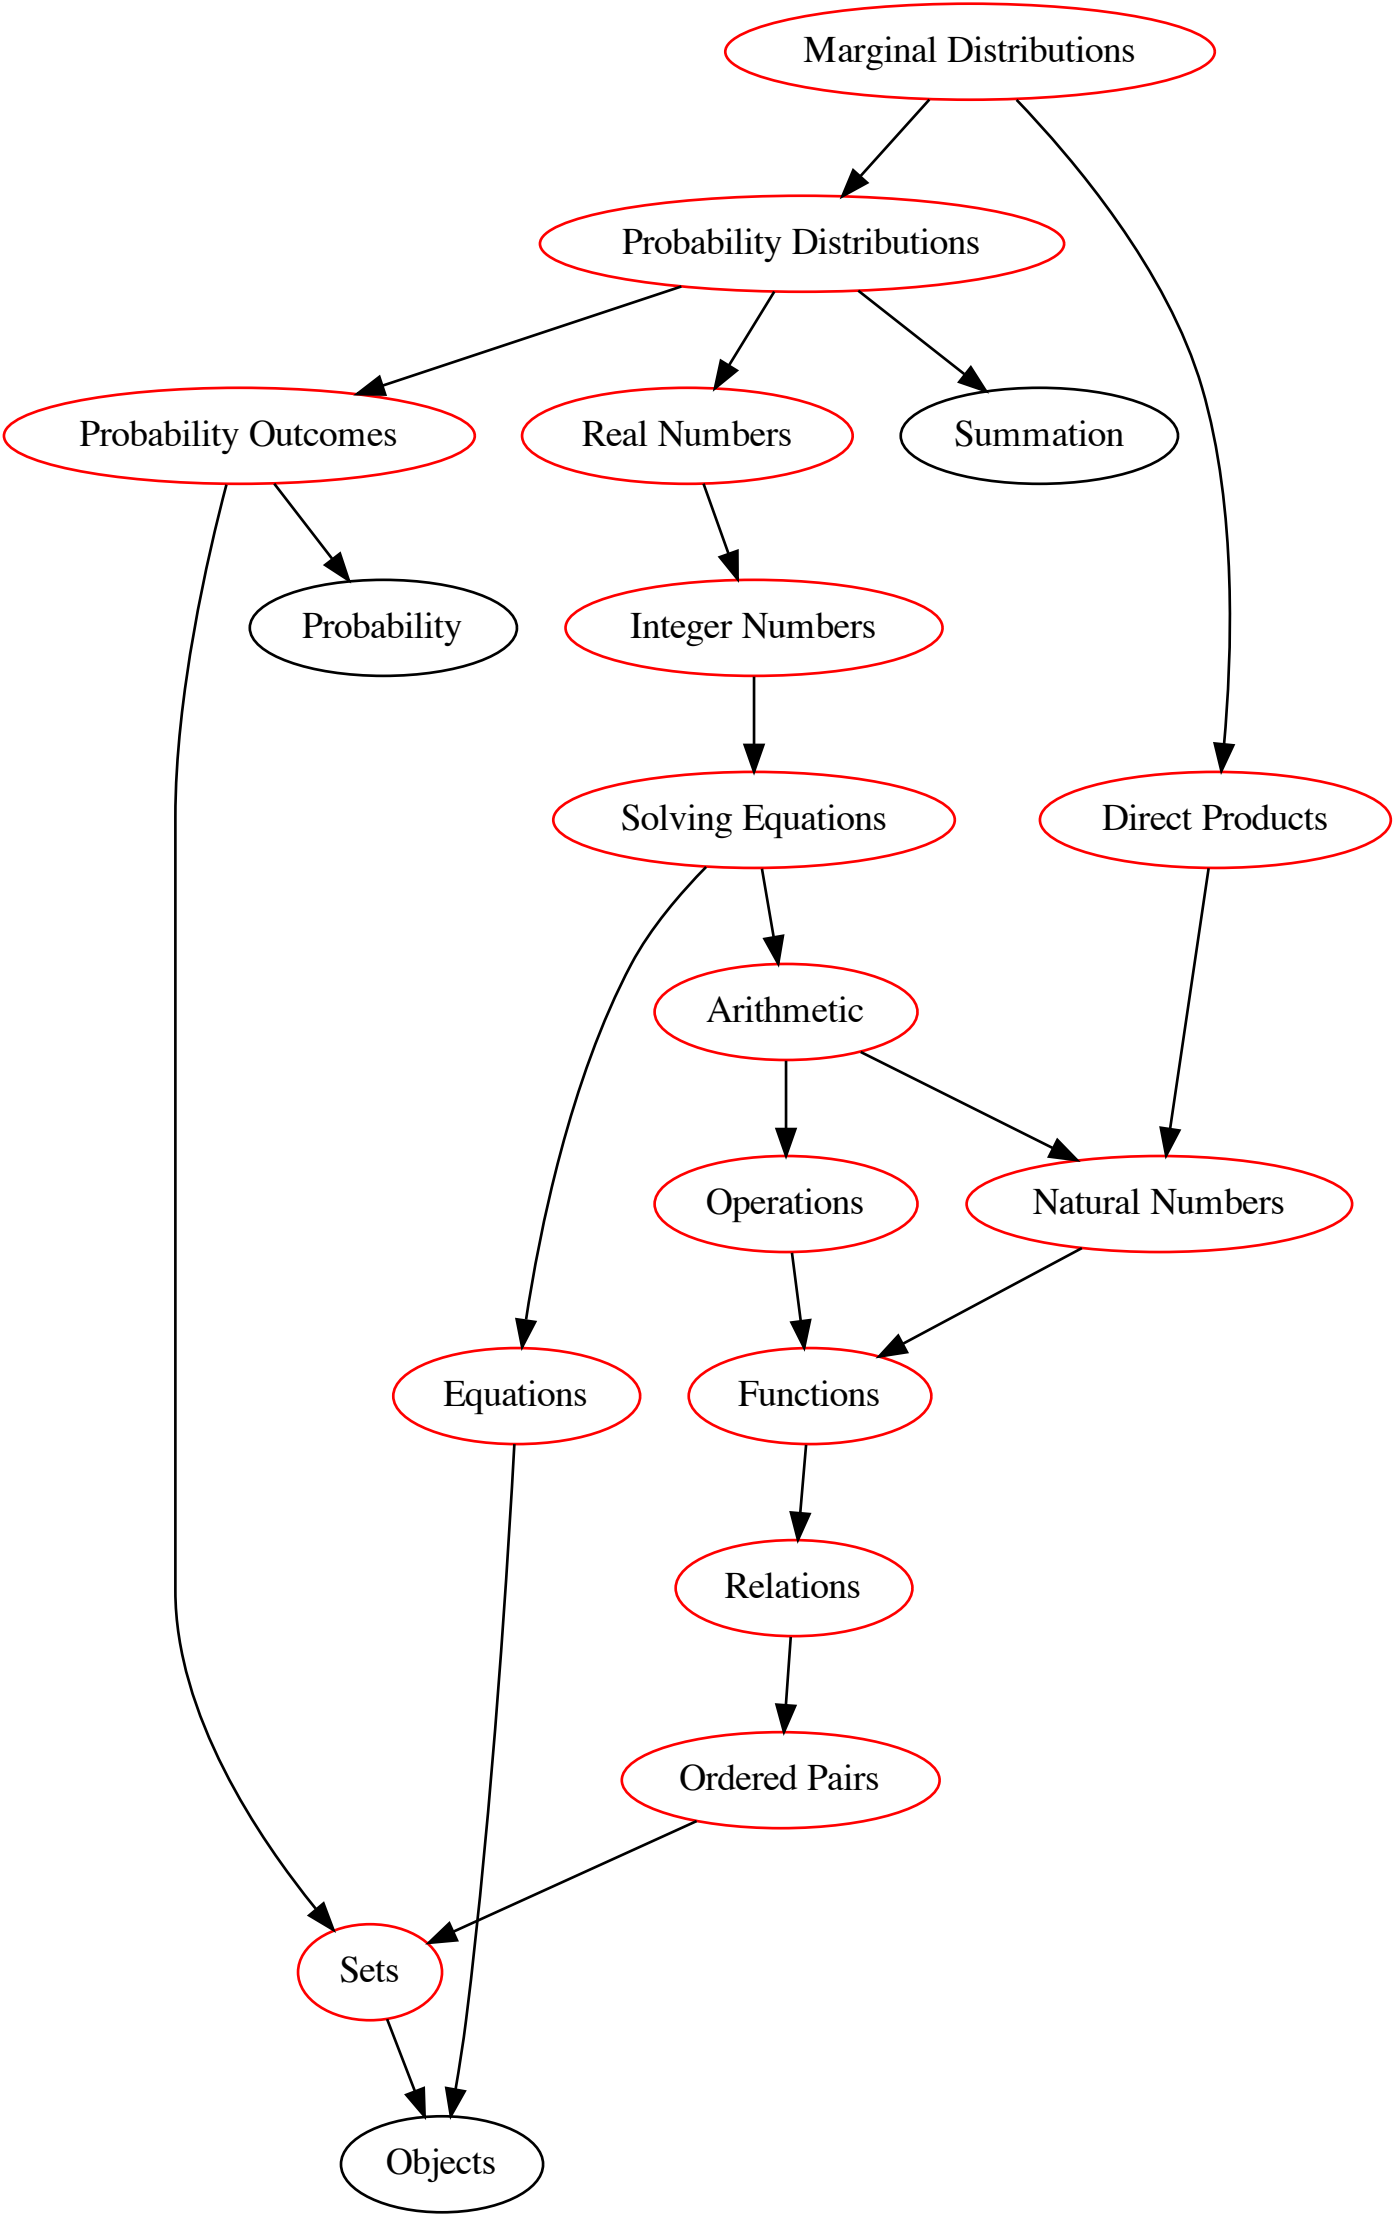 Marginal Distributions
Probability Distributions
Probability Outcomes
Real Numbers
Summation
Probability
Integer Numbers
Solving Equations
Direct Products
Arithmetic
Operations
Natural Numbers
Equations
Functions
Relations
Ordered Pairs
Sets
Objects